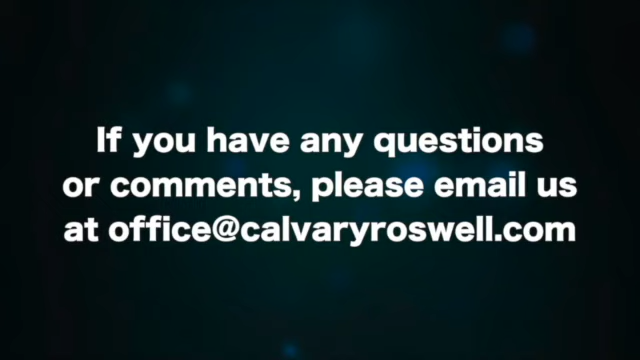 If you have any questions
or comments, please email us
at office@calvaryroswell.com